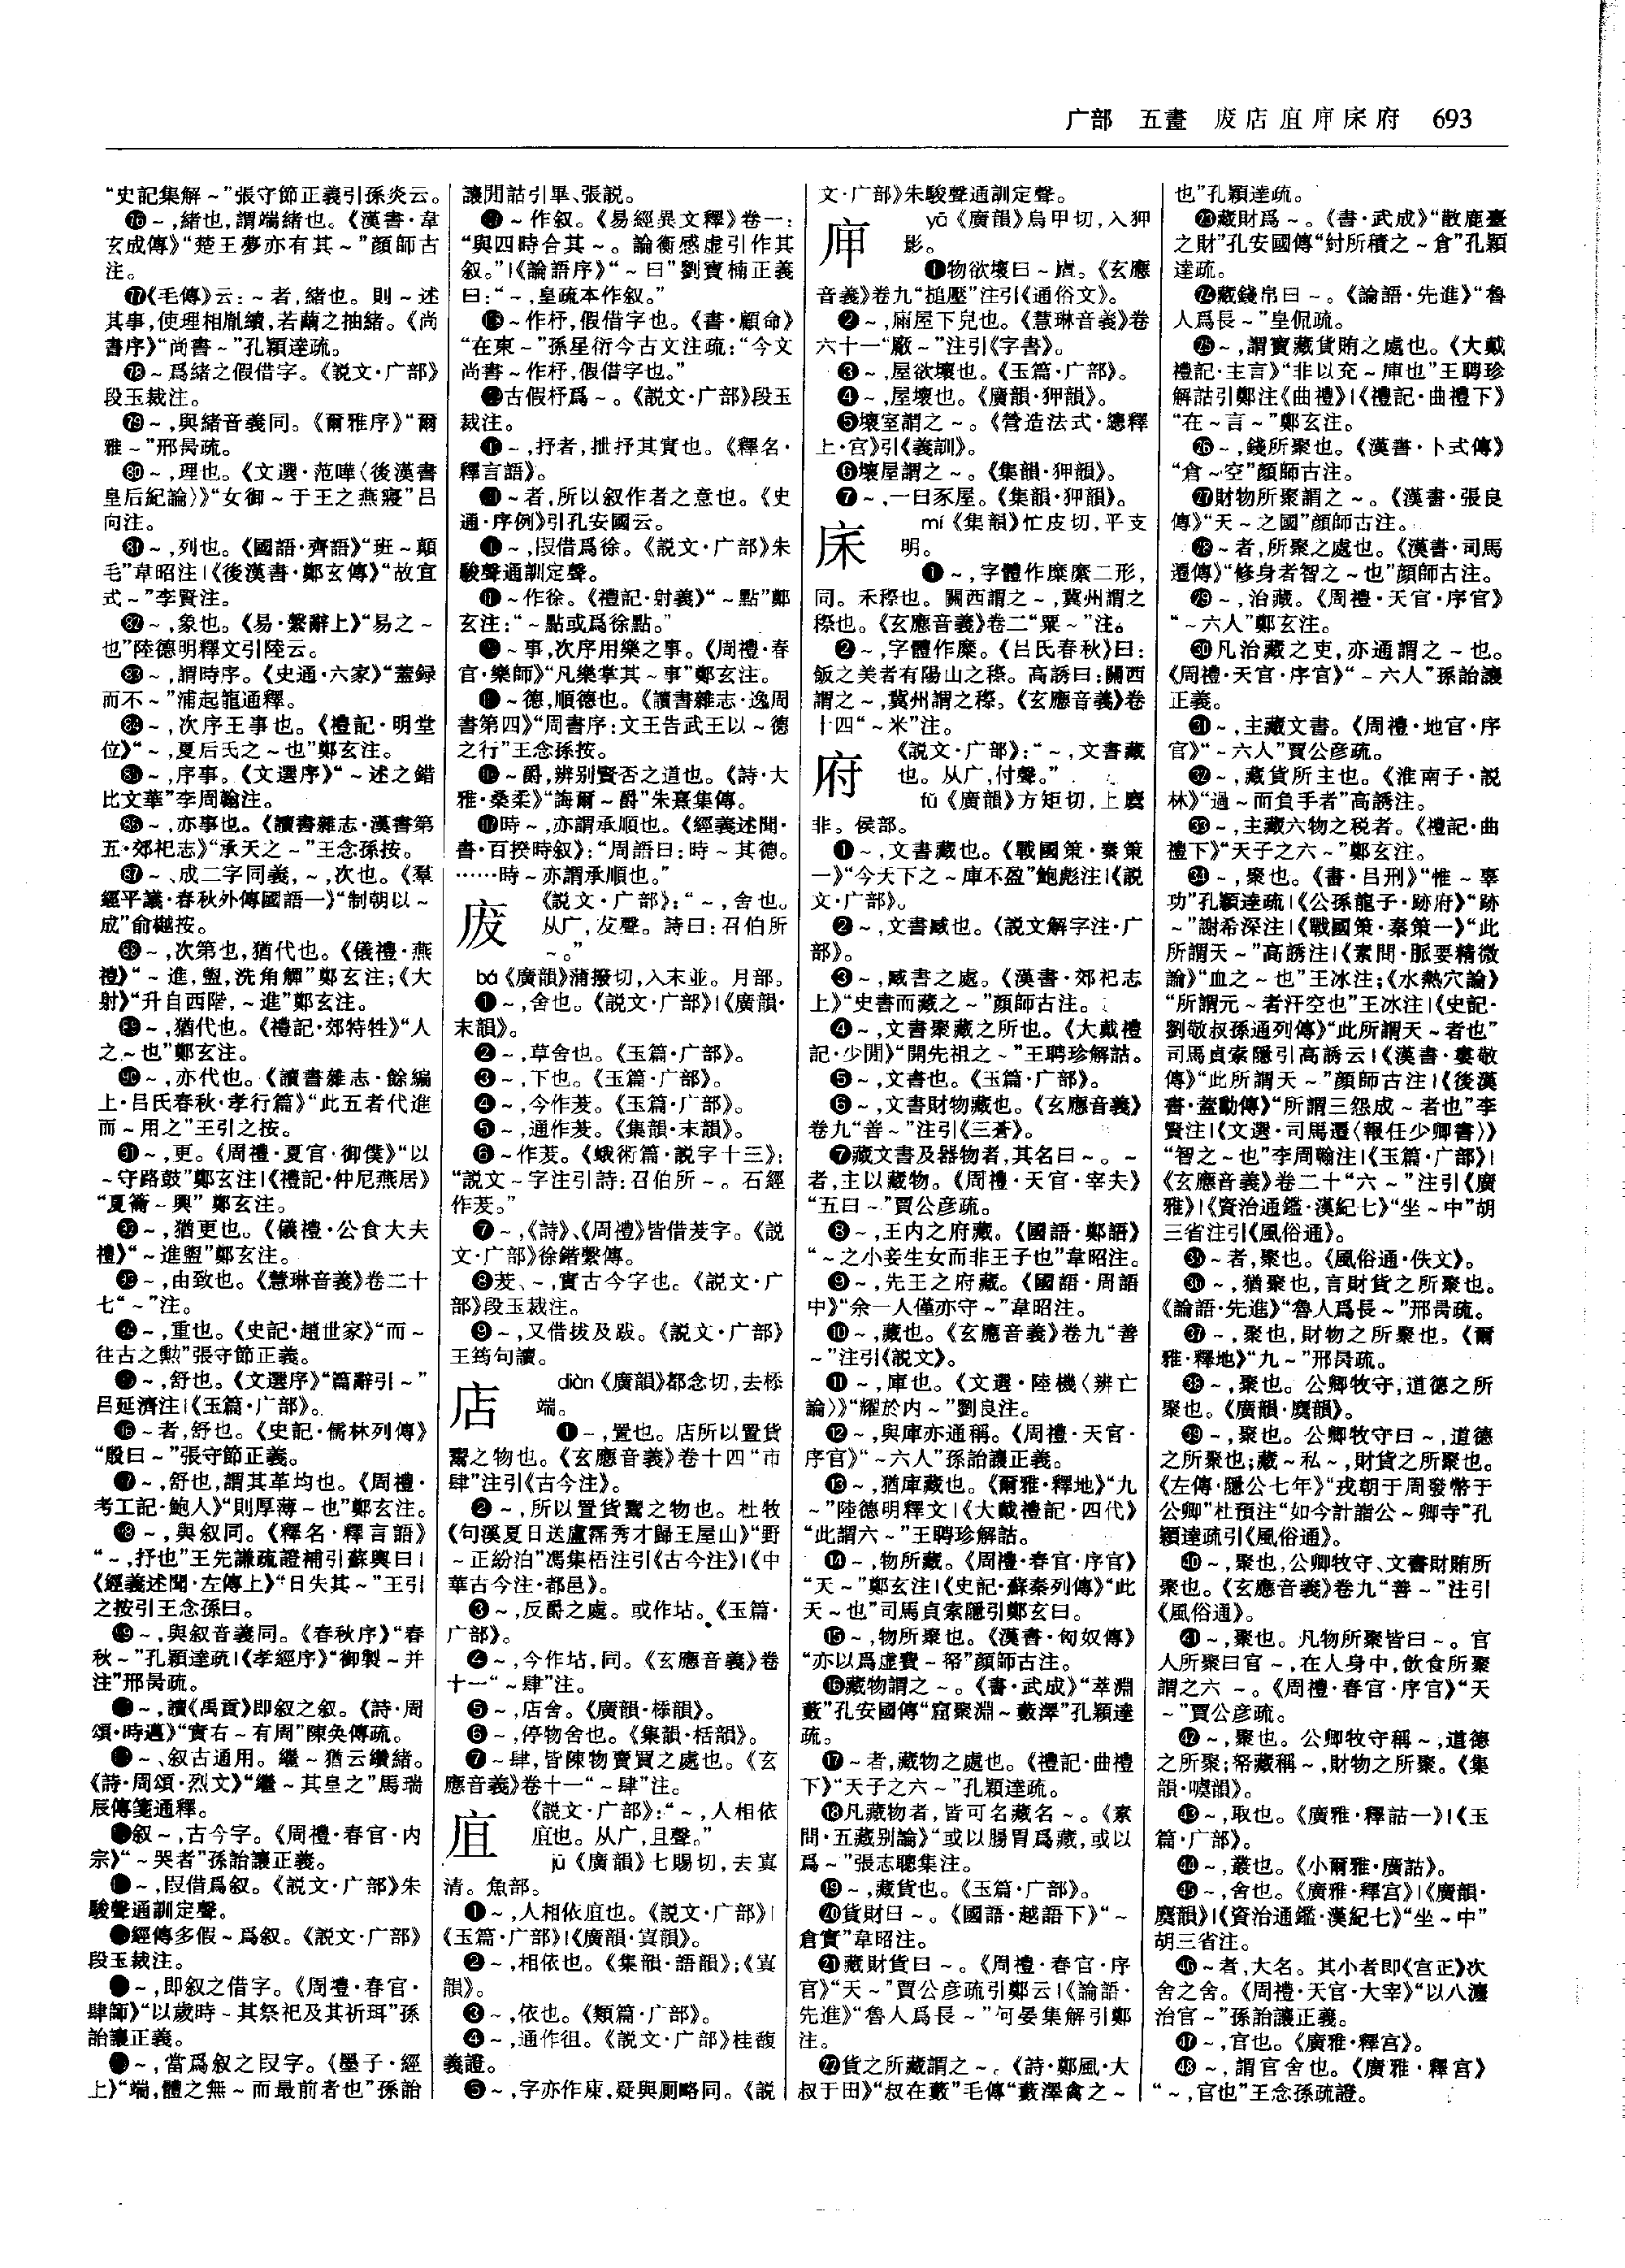 广部　五畫　废店庢庘床府　693
“史記集解～”張守節正義引孫炎云。
㊆～,緒也,謂端緒也。《漢書·韋
玄成傳》“楚王夢亦有其～”顔師古
注。
77《毛傳》云:～者,緒也。則～述
其事,使理相胤續,若繭之抽緒。《尚
書序》“尚書～”孔穎達疏。
78～爲緒之假借字。《説文·广部》
段玉裁注。
79～,與緒音義同。《爾雅序》“爾
雅～”邢昺疏。
80～,理也。《文選·范曄〈後漢書
皇后紀論〉》“女御～于王之燕寢”吕
向注。
81～,列也。《國語·齊語》“班～顛
毛”韋昭注|《後漢書·鄭玄傳》“故宜
式～”李賢注。
82～,象也。《易·繫辭上》“易之～
也”陸德明釋文引陸云。
83～,謂時序。《史通·六家》“蓋録
而不～”浦起龍通釋。
84～,次序王事也。《禮記·明堂
位》“～,夏后氏之～也”鄭玄注。
85～,序事。《文選序》“～述之錯
比文華”李周翰注。
86～,亦事也。《讀書雜志·漢書第
五·郊祀志》“承天之～”王念孫按。
87～、成二字同義,～,次也。《羣
經平議·春秋外傳國語一》“制朝以～
成”俞樾按。
88～,次第也,猶代也。《儀禮·燕
禮》“～進,盥,洗角觶”鄭玄注;《大
射》“升自西階,～進”鄭玄注。
89～,猶代也。《禮記·郊特牲》“人
之～也”鄭玄注。
90～,亦代也。《讀書雜志·餘編
上·吕氏春秋·孝行篇》“此五者代進
而～用之”王引之按。
91～,更。《周禮·夏官·御僕》“以
～守路鼓”鄭玄注|《禮記·仲尼燕居》
“夏籥～興” 鄭玄注。
92～,猶更也。《儀禮·公食大夫
禮》“～進盥”鄭玄注。
93～,由致也。《慧琳音義》卷二十
七“～”注。
94～,重也。《史記·趙世家》“而～
往古之勲”張守節正義。
～,舒也。《文選序》“篇辭引～”
吕延濟注|《玉篇·广部》。
96～者,舒也。《史記·儒林列傳》
“殷曰～”張守節正義。
～,舒也,謂其革均也。《周禮·
考工記·鮑人》“則厚薄～也”鄭玄注。
98～,與叙同。《釋名·釋言語》
“～,抒也”王先謙疏證補引蘇輿曰|
《經義述聞·左傳上》“日失其～”王引
之按引王念孫曰。
99～,與叙音義同。《春秋序》“春
秋～”孔穎達疏|《孝經序》“御製～并
注”邢昺疏。
～,讀《禹貢》即叙之叙。《詩·周
頌·時邁》“實右～有周”陳奂傳疏。
～、叙古通用。繼～猶云纘緒。
《詩·周頌·烈文》“繼～其皇之”馬瑞
辰傳箋通釋。
叙～,古今字。《周禮·春官·内
宗》“～哭者”孫詒讓正義。
～,叚借爲叙。《説文·广部》朱
駿聲通訓定聲。
經傳多假～爲叙。《説文·广部》
段玉裁注。
～,即叙之借字。《周禮·春官·
肆師》“以歲時～其祭祀及其祈珥”孫
詒讓正義。
～,當爲叙之叚字。《墨子·經
上》“端,體之無～而最前者也”孫詒
讓閒詁引畢、張説。
～作叙。《易經異文釋》卷一:
“與四時合其～。論衡感虚引作其
叙。”|《論語序》“～曰”劉寶楠正義
曰:“～,皇疏本作叙。”
～作杼,假借字也。《書·顧命》
“在東～”孫星衍今古文注疏:“今文
尚書～作杼,假借字也。”
古假杼爲～。《説文·广部》段玉
裁注。
～,抒者,抴抒其實也。《釋名·
釋言語》。
～者,所以叙作者之意也。《史
通·序例》引孔安國云。
～,叚借爲徐。《説文·广部》朱
駿聲通訓定聲。
～作徐。《禮記·射義》“～點”鄭
玄注:“～點或爲徐點。”
～事,次序用樂之事。《周禮·春
官·樂師》“凡樂掌其～事”鄭玄注。
～德,順德也。《讀書雜志·逸周
書第四》“周書序:文王告武王以～德
之行”王念孫按。
～爵,辨别賢否之道也。《詩·大
雅·桑柔》“誨爾～爵”朱熹集傳。
時～,亦謂承順也。《經義述聞·
書·百揆時叙》:“周語曰:時～其德。
……時～亦謂承順也。”
废　《説文·广部》:“～,舍也。
从广,犮聲。詩曰:召伯所
～。”
bá《廣韻》蒲撥切,入末並。月部。
❶～,舍也。《説文·广部》|《廣韻·
末韻》。
❷～,草舍也。《玉篇·广部》。
❸～,下也。《玉篇·广部》。
❹～,今作茇。《玉篇·广部》。
❺～,通作茇。《集韻·末韻》。
❻～作茇。《蛾術篇·説字十三》:
“説文～字注引詩:召伯所～。石經
作茇。”
❼～,《詩》、《周禮》皆借茇字。《説
文·广部》徐鍇繫傳。
❽茇、～,實古今字也。《説文·广
部》段玉裁注。
❾～,又借拔及跋。《説文·广部》
王筠句讀。
店　diàn《廣韻》都念切,去㮇
端。
❶～,置也。店所以置貨
鬻之物也。《玄應音義》卷十四“市
肆”注引《古今注》。
❷～,所以置貨鬻之物也。杜牧
《句溪夏日送盧霈秀才歸王屋山》“野
～正紛泊”馮集梧注引《古今注》|《中
華古今注·都邑》。
❸～,反爵之處。或作坫。《玉篇·
广部》。
❹～,今作坫,同。《玄應音義》卷
十一“～肆”注。
❺～,店舍。《廣韻·㮇韻》。
❻～,停物舍也。《集韻·栝韻》。
❼～肆,皆陳物賣買之處也。《玄
應音義》卷十一“～肆”注。
㡹　《説文·广部》:“～,人相依
㡹也。从广,且聲。”
jū《廣韻》七賜切,去寘
清。魚部。
❶～,人相依㡹也。《説文·广部》|
《玉篇·广部》|《廣韻·寘韻》。
❷～,相依也。《集韻·語韻》;《寘
韻》。
❸～,依也。《類篇·广部》。
❹～,通作徂。《説文·广部》桂馥
義證。
❺～,字亦作㡸,疑與厠略同。《説
文·广部》朱駿聲通訓定聲。
庘　yā《廣韻》烏甲切,入狎
影。
❶物欲壞曰～㢉。《玄應
音義》卷九“搥壓”注引《通俗文》。
❷～,㾺屋下皃也。《慧琳音義》卷
六十一“廠～”注引《字書》。
❸～,屋欲壞也。《玉篇·广部》。
❹～,屋壞也。《廣韻·狎韻》。
❺壞室謂之～。《營造法式·總釋
上·宫》引《義訓》。
❻壞屋謂之～。《集韻·狎韻》。
❼～,一曰豕屋。《集韻·狎韻》。
床　mí《集韻》忙皮切,平支
明。
❶～,字體作糜䊳二形,
同。禾穄也。關西謂之～,冀州謂之
穄也。《玄應音義》卷二“粟～”注。
❷～,字體作糜。《吕氏春秋》曰:
飯之美者有陽山之穄。高誘曰:關西
謂之～,冀州謂之穄。《玄應音義》卷
十四“～米”注。
府　《説文·广部》:“～,文書藏
也。从广,付聲。”
fǔ《廣韻》方矩切,上麌
非。侯部。
❶～,文書藏也。《戰國策·秦策
一》“今天下之～庫不盈”鮑彪注|《説
文·广部》。
❷～,文書臧也。《説文解字注·广
部》。
❸～,臧書之處。《漢書·郊祀志
上》“史書而藏之～”顔師古注。
❹～,文書聚藏之所也。《大戴禮
記·少閒》“開先祖之～”王聘珍解詁。
❺～,文書也。《玉篇·广部》。
❻～,文書財物藏也。《玄應音義》
卷九“善～”注引《三蒼》。
❼藏文書及器物者,其名曰～。～
者,主以藏物。《周禮·天官·宰夫》
“五曰～”賈公彦疏。
❽～,王内之府藏。《國語·鄭語》
“～之小妾生女而非王子也”韋昭注。
❾～,先王之府藏。《國語·周語
中》“余一人僅亦守～”韋昭注。
❿～,藏也。《玄應音義》卷九“善
～”注引《説文》。
⓫～,庫也。《文選·陸機〈辨亡
論〉》“耀於内～”劉良注。
⓬～,與庫亦通稱。《周禮·天官·
序官》“～六人”孫詒讓正義。
⓭～,猶庫藏也。《爾雅·釋地》“九
～”陸德明釋文|《大戴禮記·四代》
“此謂六～”王聘珍解詁。
⓮～,物所藏。《周禮·春官·序官》
“天～”鄭玄注|《史記·蘇秦列傳》“此
天～也”司馬貞索隱引鄭玄曰。
⓯～,物所聚也。《漢書·匈奴傳》
“亦以爲虚費～帑”顔師古注。
⓰藏物謂之～。《書·武成》“萃淵
藪”孔安國傳“窟聚淵～藪澤”孔穎達
疏。
⓱～者,藏物之處也。《禮記·曲禮
下》“天子之六～”孔穎達疏。
⓲凡藏物者,皆可名藏名～。《素
問·五藏别論》“或以腸胃爲藏,或以
爲～”張志聰集注。
⓳～,藏貨也。《玉篇·广部》。
⓴貨財曰～。《國語·越語下》“～
倉實”韋昭注。
21藏財貨曰～。《周禮·春官·序
官》“天～”賈公彦疏引鄭云|《論語·
先進》“魯人爲長～”何晏集解引鄭
注。
22貨之所藏謂之～。《詩·鄭風·大
叔于田》“叔在藪”毛傳“藪澤禽之～
也”孔穎達疏。
23藏財爲～。《書·武成》“散鹿臺
之財”孔安國傳“紂所積之～倉”孔穎
達疏。
24藏錢帛曰～。《論語·先進》“魯
人爲長～”皇侃疏。
25～,謂寶藏貨賄之處也。《大戴
禮記·主言》“非以充～庫也”王聘珍
解詁引鄭注《曲禮》|《禮記·曲禮下》
“在～言～”鄭玄注。
26～,錢所聚也。《漢書·卜式傳》
“倉～空”顔師古注。
27財物所聚謂之～。《漢書·張良
傳》“天～之國”顔師古注。
28～者,所聚之處也。《漢書·司馬
遷傳》“修身者智之～也”顔師古注。
29～,治藏。《周禮·天官·序官》
“～六人”鄭玄注。
30凡治藏之吏,亦通謂之～也。
《周禮·天官·序官》“～六人”孫詒讓
正義。
31～,主藏文書。《周禮·地官·序
官》“～六人”賈公彦疏。
32～,藏貨所主也。《淮南子·説
林》“過～而負手者”高誘注。
33～,主藏六物之税者。《禮記·曲
禮下》“天子之六～”鄭玄注。
34～,聚也。《書·吕刑》“惟～辜
功”孔穎達疏|《公孫龍子·跡府》“跡
～”謝希深注|《戰國策·秦策一》“此
所謂天～”高誘注|《素問·脈要精微
論》“血之～也”王冰注;《水熱穴論》
“所謂元～者汗空也”王冰注|《史記·
劉敬叔孫通列傳》“此所謂天～者也”
司馬貞索隱引高誘云|《漢書·婁敬
傳》“此所謂天～”顔師古注|《後漢
書·蓋勳傳》“所謂三怨成～者也”李
賢注|《文選·司馬遷〈報任少卿書〉》
“智之～也”李周翰注|《玉篇·广部》|
《玄應音義》卷二十“六～”注引《廣
雅》|《資治通鑑·漢紀七》“坐～中”胡
三省注引《風俗通》。
35～者,聚也。《風俗通·佚文》。
36～,猶聚也,言財貨之所聚也。
《論語·先進》“魯人爲長～”邢昺疏。
37～,聚也,財物之所聚也。《爾
雅·釋地》“九～”邢昺疏。
38～,聚也。公卿牧守,道德之所
聚也。《廣韻·麌韻》。
39～,聚也。公卿牧守曰～,道德
之所聚也;藏～私～,財貨之所聚也。
《左傳·隱公七年》“戎朝于周發幣于
公卿”杜預注“如今計詣公～卿寺”孔
穎達疏引《風俗通》。
40～,聚也,公卿牧守、文書財賄所
聚也。《玄應音義》卷九“善～”注引
《風俗通》。
41～,聚也。凡物所聚皆曰～。官
人所聚曰官～,在人身中,飲食所聚
謂之六～。《周禮·春官·序官》“天
～”賈公彦疏。
42～,聚也。公卿牧守稱～,道德
之所聚;帑藏稱～,財物之所聚。《集
韻·噳韻》。
43～,取也。《廣雅·釋詁一》|《玉
篇·广部》。
44～,叢也。《小爾雅·廣詁》。
45～,舍也。《廣雅·釋宫》|《廣韻·
麌韻》|《資治通鑑·漢紀七》“坐～中”
胡三省注。
46～者,大名。其小者即《宫正》次
舍之舍。《周禮·天官·大宰》“以八灋
治官～”孫詒讓正義。
47～,官也。《廣雅·釋宫》。
48～,謂官舍也。《廣雅·釋宫》
“～,官也”王念孫疏證。